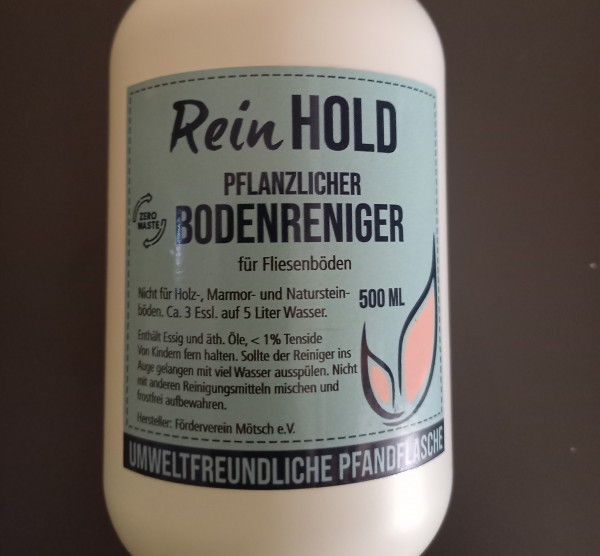 Rein HOLD
PFLANZLICHER
ZERO
WASTE
BODENRENIGER
für Fliesenböden
Nicht für Holz-, Marmor- und Naturstein-
böden. Ca. 3 Essl. auf 5 Liter Wasser.
500 ML
Enthält Essig und äth. Öle, < 1% Tenside
Von Kindern fern halten. Sollte der Reiniger ins
Auge gelangen mit viel Wasser ausspülen. Nicht
mit anderen Reinigungsmitteln mischen und
frostfrei aufbewahren.
Hersteller: Förderverein Mötsch e.V.
UMWELTFREUNDLICHE PFANDFLASCHE